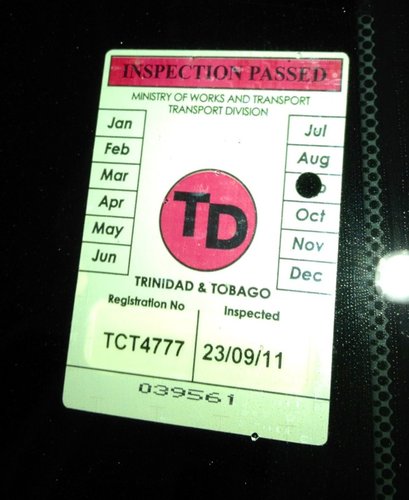 INSPECTION PASSED
MINISTRY OF WORKS AND TRANSPORT
TRANSPORT DIVISION
Jan
Feb
Mar
Apr
May
Jun
Jul
Aug
Oct
Nov
Dec
TD
TRINIDAD & TOBAGO
Registration No
Inspected
TCT4777
23/09/11
039561